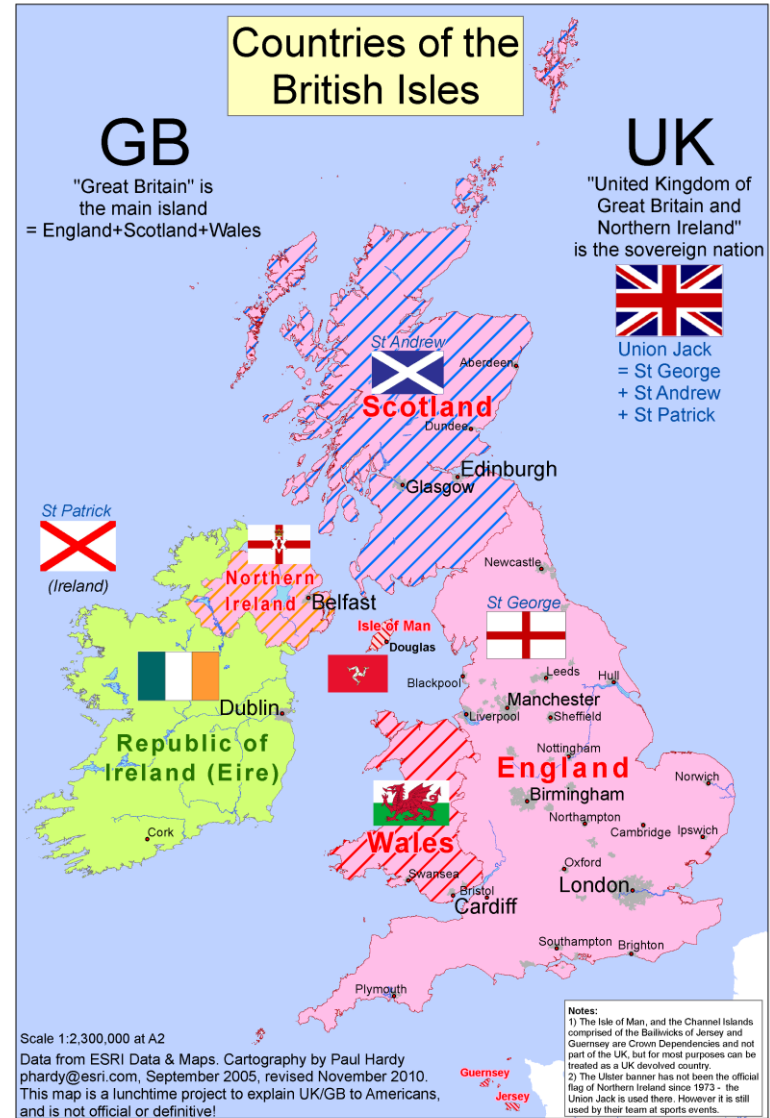 Countries of the
British Isles
GB
"Great Britain" is
the main island
= England+Scotland+Wales
UK
"United Kingdom of
Great Britain and
Northern Ireland"
is the sovereign nation
Union Jack
= St George
+ St Andrew
+ St Patrick
St Andrew
Aberdeen
Scotland
Dundee
Edinburgh
Glasgow
St Patrick
(Ireland)
Northern
Ireland
Belfast
Newcastle
Isle of Man
Douglas
St George
Blackpool
Leeds
Hull
Manchester
Liverpool
Sheffield
Dublin
Republic of
Ireland (Eire)
Cork
Nottingham
England
Norwich
Birmingham
Northampton
Cambridge
Ipswich
Wales
Swansea
Oxford
Bristol
London
Cardiff
Southampton
Brighton
Plymouth
Scale 1:2,300,000 at A2
Data from ESRI Data & Maps. Cartography by Paul Hardy
phardy@esri.com, September 2005, revised November 2010.
This map is a lunchtime project to explain UK/GB to Americans,
and is not official or definitive!
Guernsey
Jersey
Notes:
1) The Isle of Man, and the Channel Islands
comprised of the Bailiwicks of Jersey and
Guernsey are Crown Dependencies and not
part of the UK, but for most purposes can be
treated as a UK devolved country.
2) The Ulster banner has not been the official
flag of Northern Ireland since 1973 - the
Union Jack is used there. However it is still
used by their team at sports events.